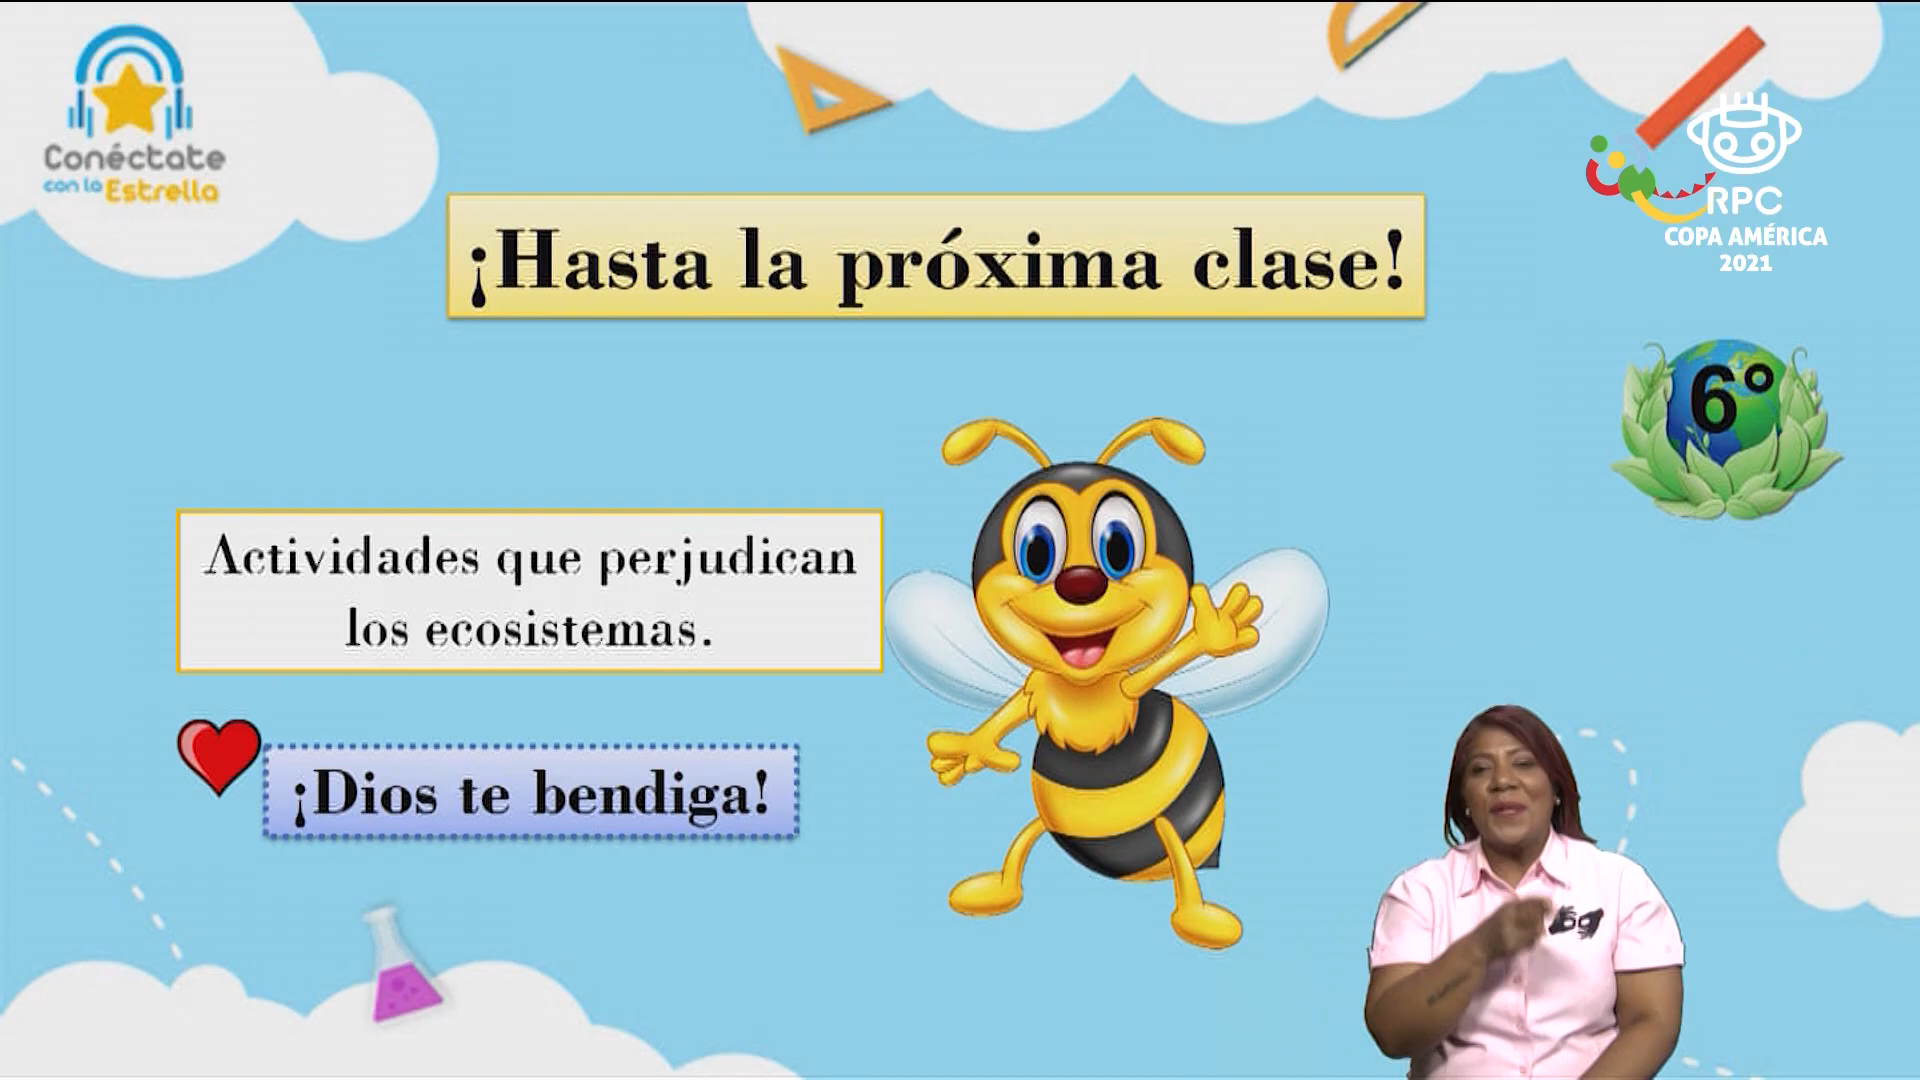 Conéctate
con la Estrella
¡Hasta la próxima clase!
RPC
COPA AMÉRICA
2021
6°
Actividades que perjudican
los ecosistemas.
¡Dios te bendiga!